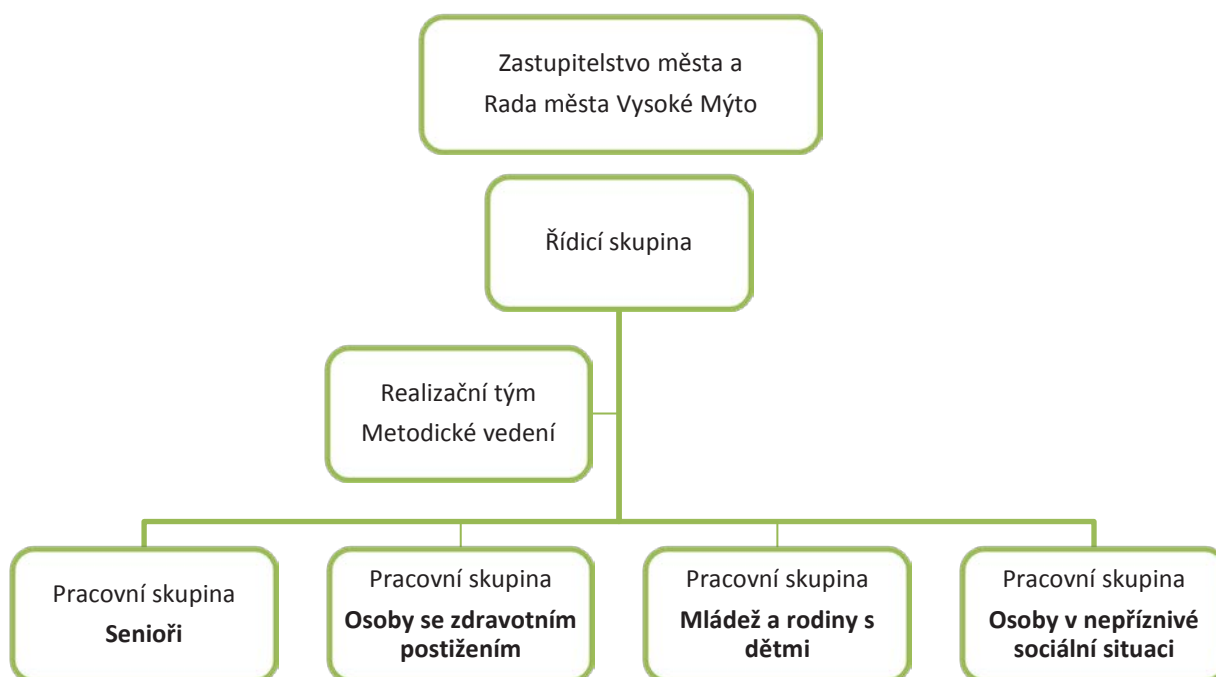 Zastupitelstvo města a
Rada města Vysoké Mýto
Řídicí skupina
Realizační tým
Metodické vedení
Pracovní skupina
Senioři
Pracovní skupina
Osoby se zdravotním
postižením
Pracovní skupina
Mládež a rodiny s
dětmi
Pracovní skupina
Osoby v nepříznivé
sociální situaci